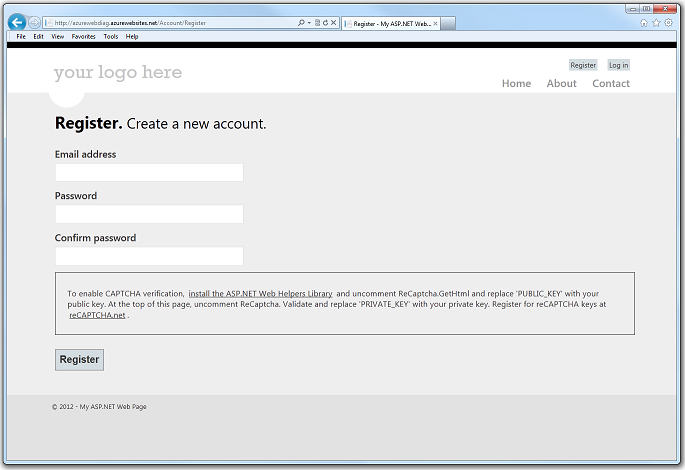 http://azurewebdiag.azurewebsites.net/Account/Register
Register - My ASP.NET Web...
File Edit View Favorites Tools Help
your logo here
Register Log in
Home About Contact
Register. Create a new account.
Email address
Password
Confirm password
To enable CAPTCHA verification, install the ASP.NET Web Helpers Library and uncomment ReCaptcha.GetHtml and replace 'PUBLIC_KEY' with your
public key. At the top of this page, uncomment ReCaptcha. Validate and replace 'PRIVATE_KEY' with your private key. Register for reCAPTCHA keys at
reCAPTCHA.net .
Register
© 2012 - My ASP.NET Web Page